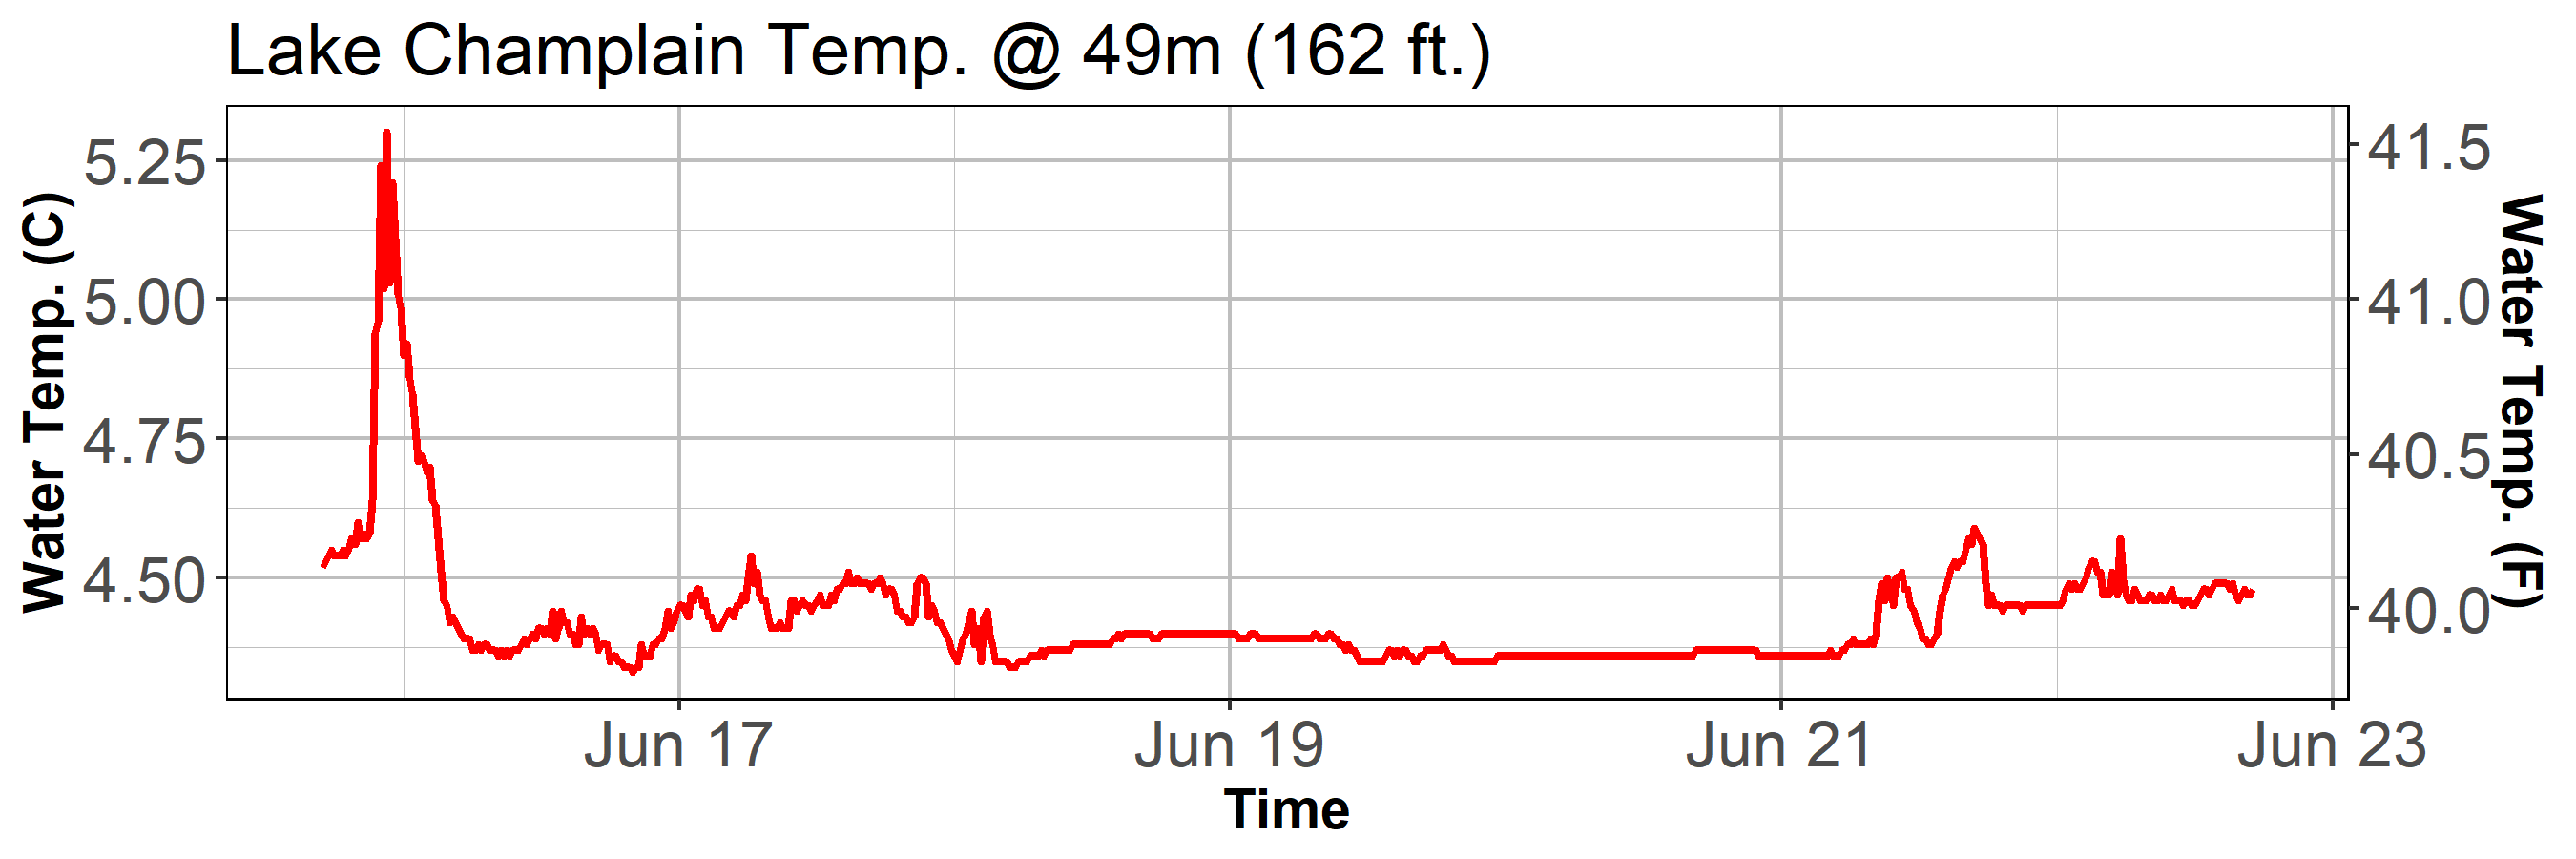 Lake Champlain Temp. @ 49m (162 ft.)
Water Temp. (C)
5.25
5.00
4.75
4.50
41.5
41.0
40.5
40.0
Water Temp. (F)
Jun 17
Jun 19
Jun 21
Jun 23
Time